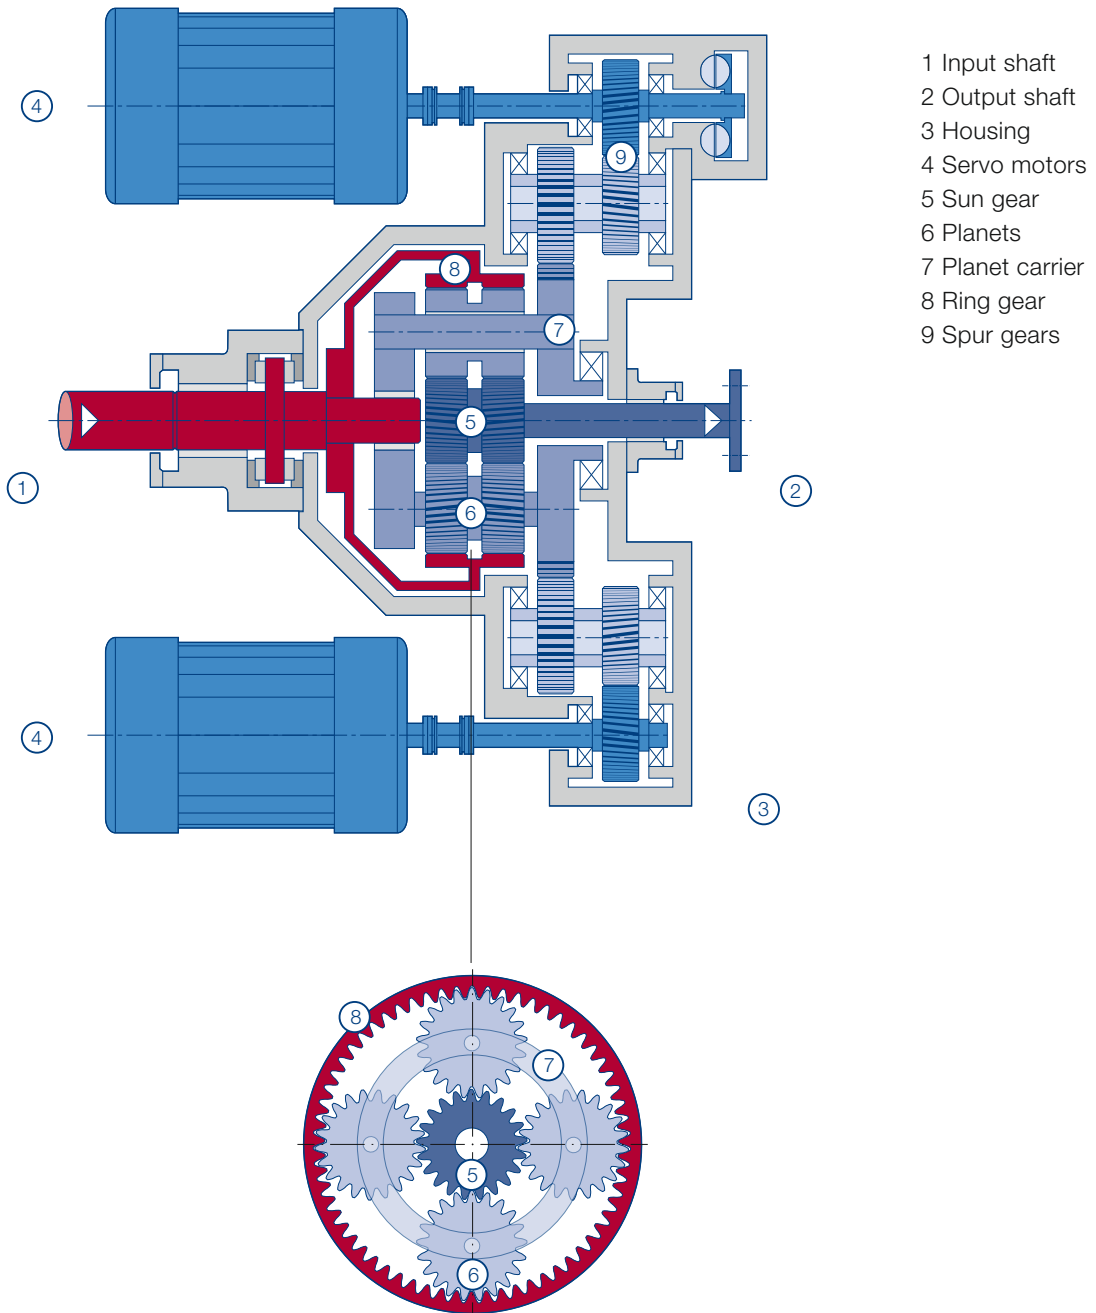 1 Input shaft
2 Output shaft
3 Housing
4 Servo motors
5 Sun gear
6 Planets
7 Planet carrier
8 Ring gear
9 Spur gears
4
9
8
7
5
1
2
6
4
3
8
7
5
6